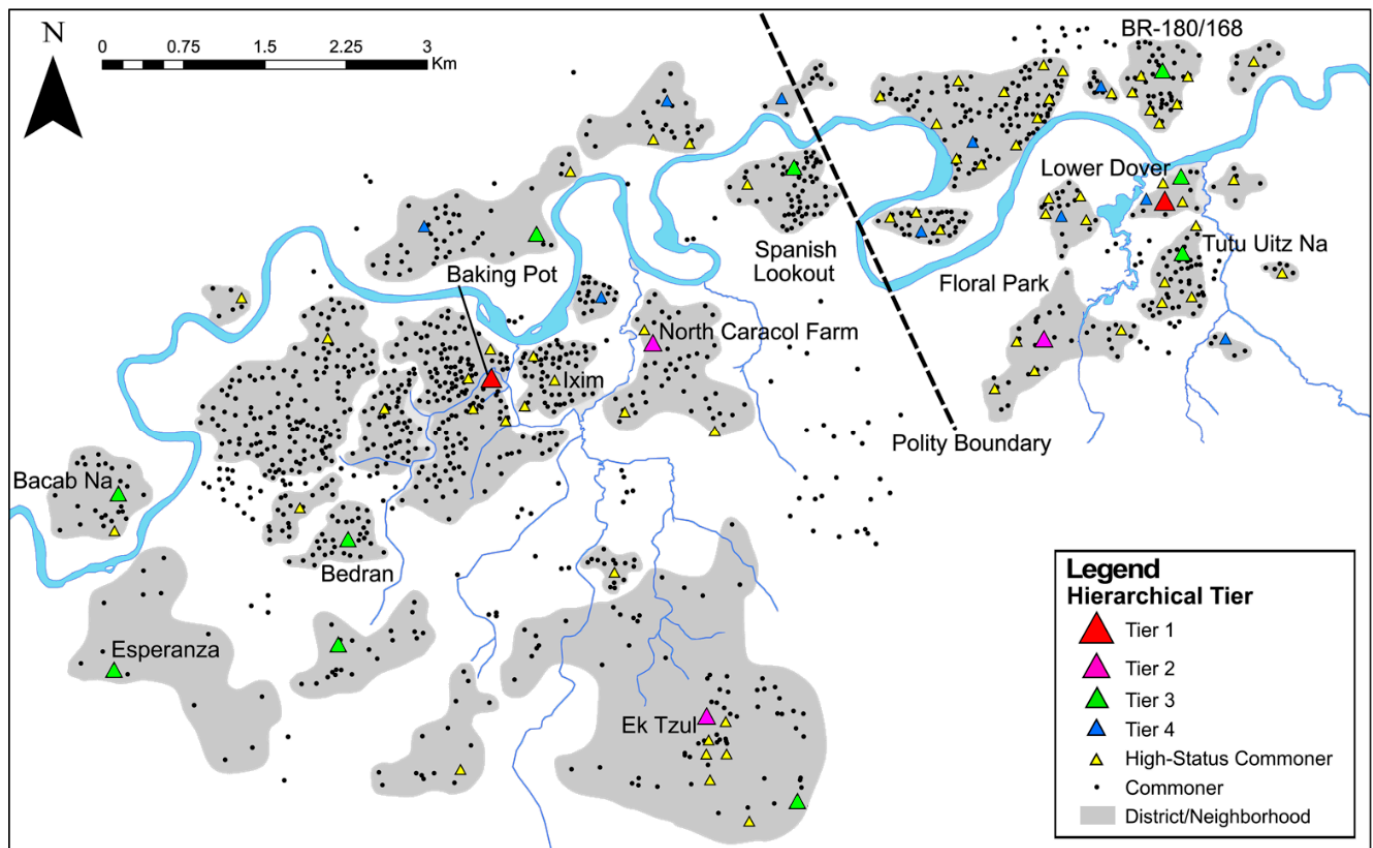 BR-180/168
N
0 0.75 1.5 2.25 3
Km
Lower Dover
Spanish
Lookout
Tutu Uitz Na
Baking Pot
Floral Park
North Caracol Farm
Ixim
Polity Boundary
Bacab Na
Bedran
Esperanza
Ek Tzul
Legend
Hierarchical Tier
Tier 1
Tier 2
Tier 3
Tier 4
High-Status Commoner
Commoner
District/Neighborhood